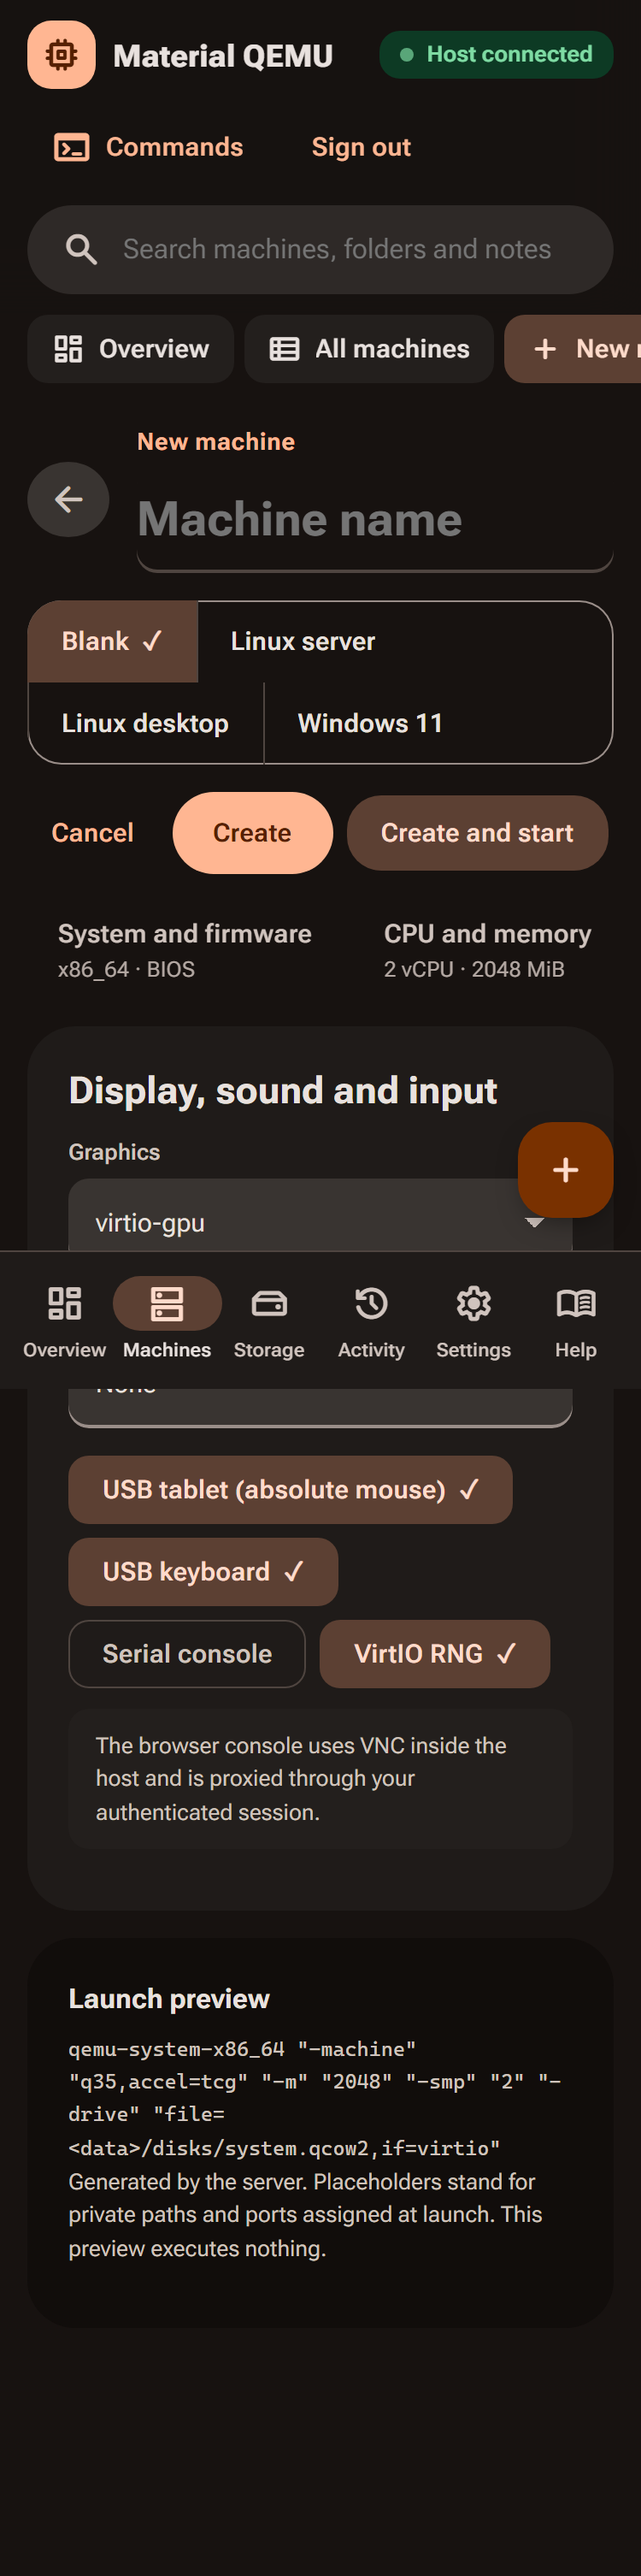 Material QEMU
Host connected
Commands
Sign out
Search machines, folders and notes
Overview
All machines
New
New machine
Machine name
Blank ✓
Linux server
Linux desktop
Windows 11
Cancel
Create
Create and start
System and firmware
x86_64 · BIOS
CPU and memory
2 vCPU · 2048 MiB
Display, sound and input
Graphics
virtio-gpu
Overview
Machines
Storage
Activity
Settings
Help
USB tablet (absolute mouse) ✓
USB keyboard ✓
Serial console
VirtIO RNG ✓
The browser console uses VNC inside the
host and is proxied through your
authenticated session.
Launch preview
qemu-system-x86_64 "-machine"
"q35,accel=tcg" "-m" "2048" "-smp" "2" "-
drive" "file=
<data>/disks/system.qcow2,if=virtio"
Generated by the server. Placeholders stand for
private paths and ports assigned at launch. This
preview executes nothing.